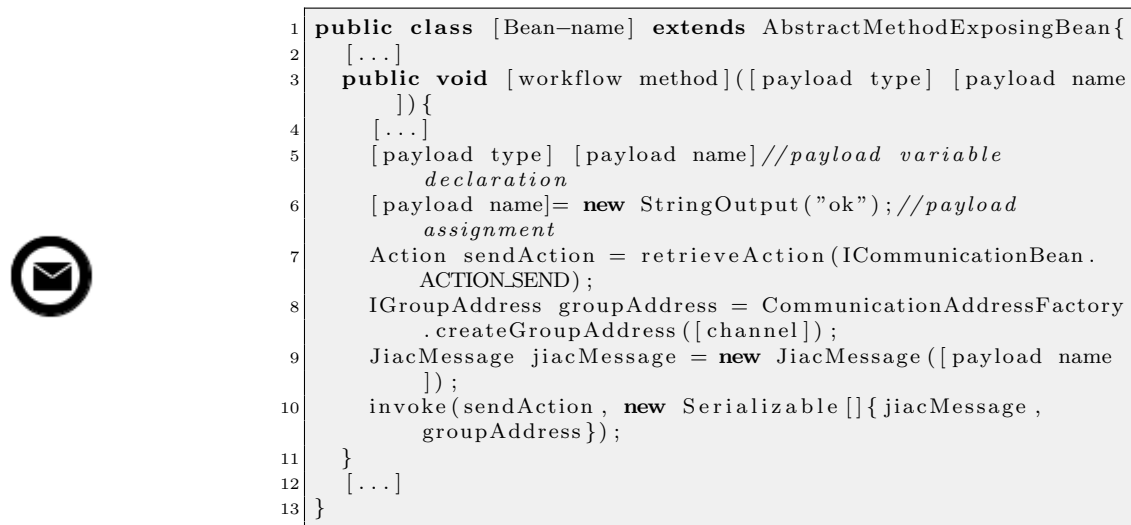 1 public class [Bean–name] extends AbstractMethodExposingBean{
2 [...]
3 public void [workflow method]([payload type] [payload name
]){
4 [...]
5 [payload type] [payload name]//payload variable
declaration
6 [payload name]= new StringOutput("ok");//payload
assignment
7 Action sendAction = retrieveAction(ICommunicationBean.
ACTION_SEND);
8 IGroupAddress groupAddress = CommunicationAddressFactory
.createGroupAddress([channel]);
9 JiacMessage jiacMessage = new JiacMessage([payload name
]);
10 invoke(sendAction, new Serializable[]{jiacMessage,
groupAddress});
11 }
12 [...]
13 }